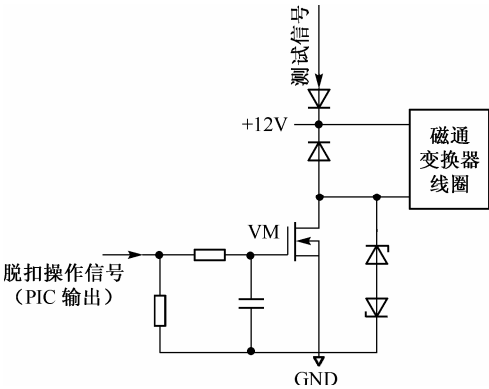 测试信号
+12V
磁通
变换器
线圈
VM
脱扣操作信号
（PIC 输出）
GND